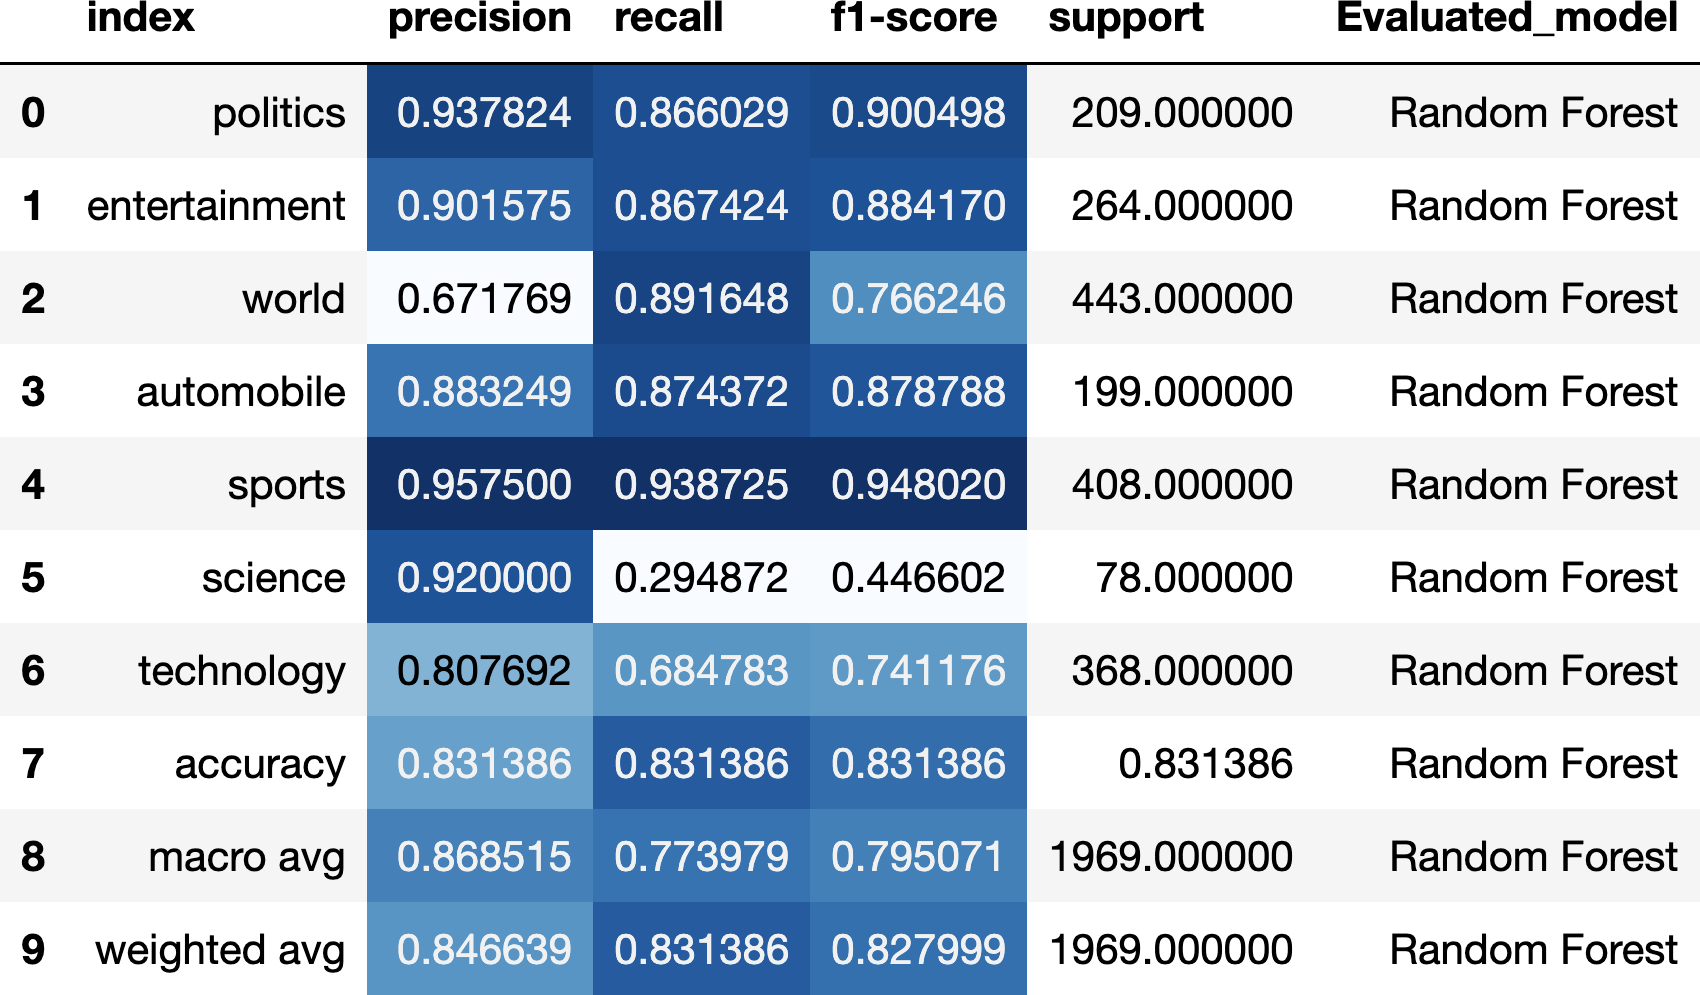 index precision recall f1-score support Evaluated_model
0 politics 0.937824 0.866029 0.900498 209.000000 Random Forest
1 entertainment 0.901575 0.867424 0.884170 264.000000 Random Forest
2 world 0.671769 0.891648 0.766246 443.000000 Random Forest
3 automobile 0.883249 0.874372 0.878788 199.000000 Random Forest
4 sports 0.957500 0.938725 0.948020 408.000000 Random Forest
5 science 0.920000 0.294872 0.446602 78.000000 Random Forest
6 technology 0.807692 0.684783 0.741176 368.000000 Random Forest
7 accuracy 0.831386 0.831386 0.831386 0.831386 Random Forest
8 macro avg 0.868515 0.773979 0.795071 1969.000000 Random Forest
9 weighted avg 0.846639 0.831386 0.827999 1969.000000 Random Forest